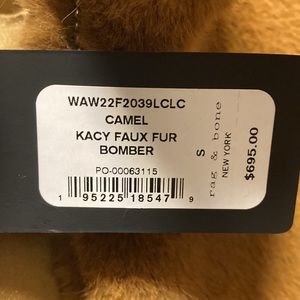 WAW22F2039LCLC
CAMEL
KACY FAUX FUR
BOMBER
PO-00063115
1 95225 18547 9
S
rag & bone
NEW YORK
$695.00